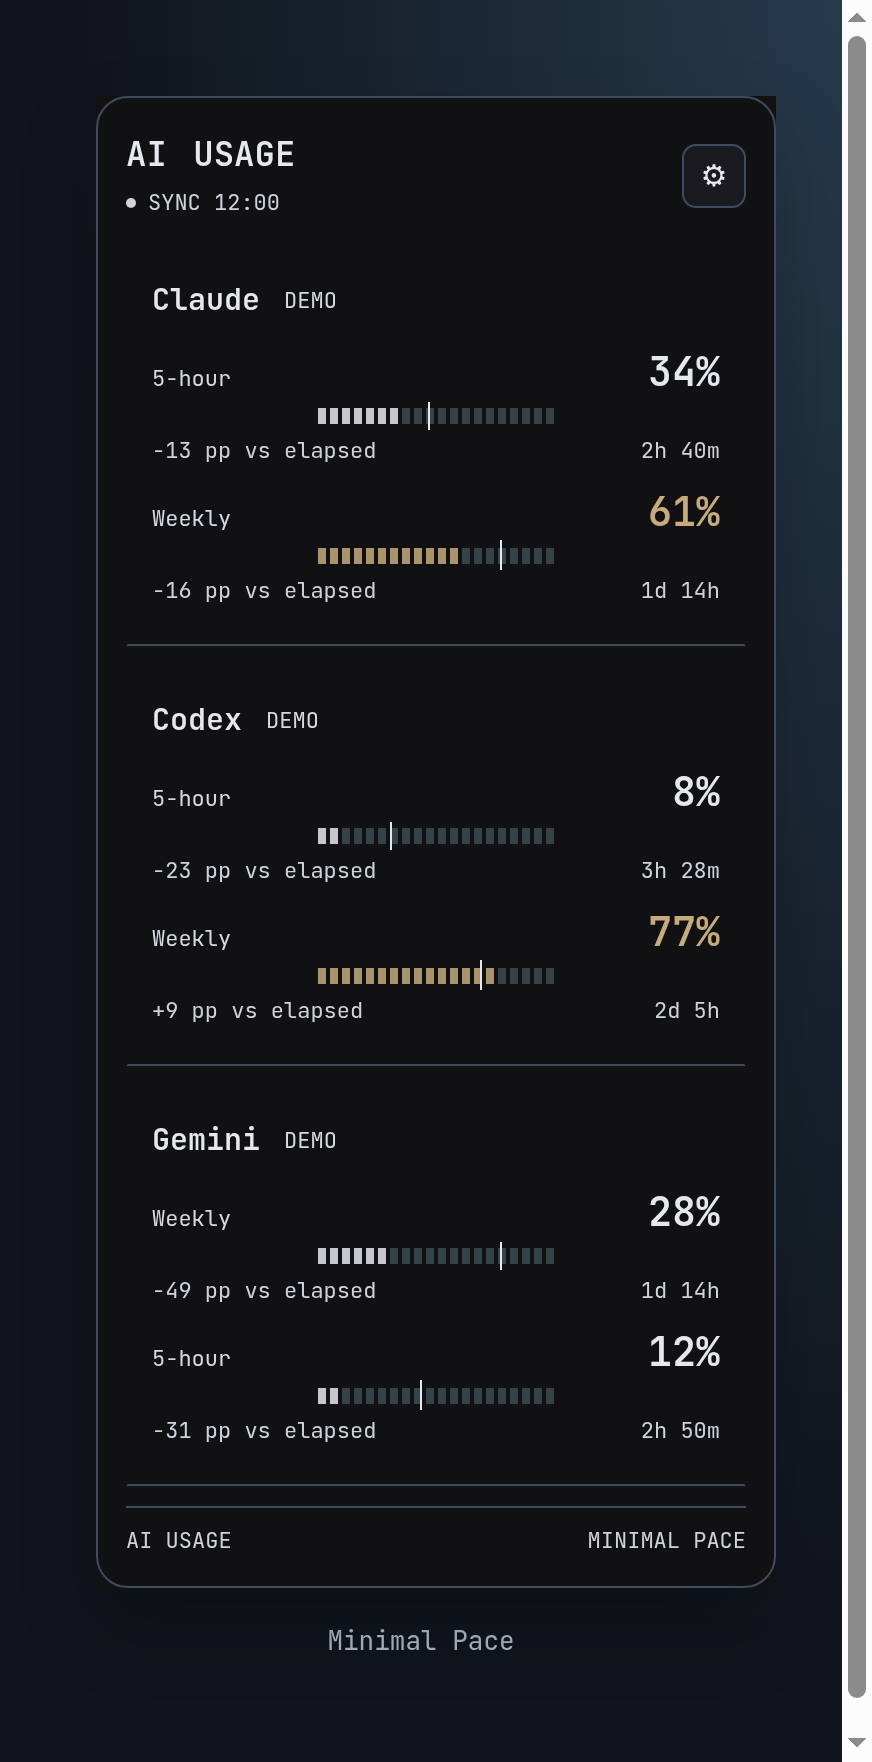 AI USAGE
SYNC 12:00
Claude DEMO
5-hour 34%
-13 pp vs elapsed 2h 40m
Weekly 61%
-16 pp vs elapsed 1d 14h
Codex DEMO
5-hour 8%
-23 pp vs elapsed 3h 28m
Weekly 77%
+9 pp vs elapsed 2d 5h
Gemini DEMO
Weekly 28%
-49 pp vs elapsed 1d 14h
5-hour 12%
-31 pp vs elapsed 2h 50m
AI USAGE MINIMAL PACE
Minimal Pace